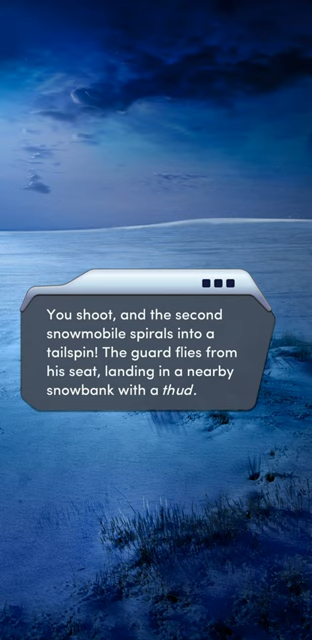 You shoot, and the second
snowmobile spirals into a
tailspin! The guard flies from
his seat, landing in a nearby
snowbank with a thud.